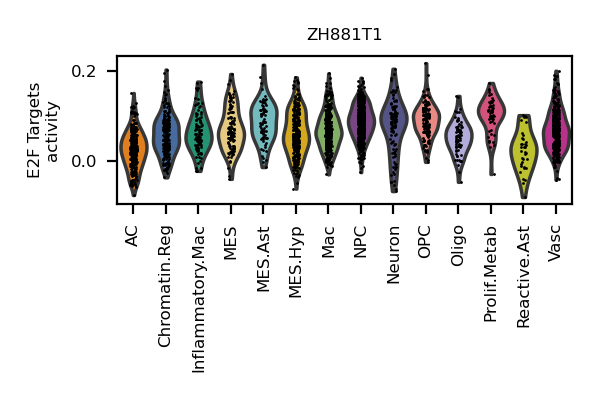 ZH881T1
E2F Targets
activity
0.2
0.0
AC
Chromatin.Reg
Inflammatory.Mac
MES
MES.Ast
MES.Hyp
Mac
NPC
Neuron
OPC
Oligo
Prolif.Metab
Reactive.Ast
Vasc